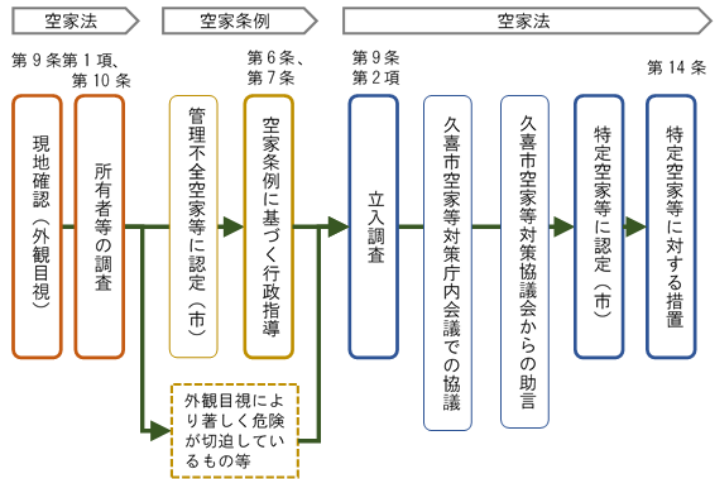 空家法
空家条例
空家法
第９条第１項、
第10条
第６条、
第７条
第９条
第２項
第14条
現地確認（外観目視）
所有者等の調査
管理不全空家等に認定（市）
空家条例に基づく行政指導
立入調査
久喜市空家等対策庁内会議での協議
久喜市空家等対策協議会からの助言
特定空家等に認定（市）
特定空家等に対する措置
外観目視によ
り著しく危険
が切迫してい
るもの等